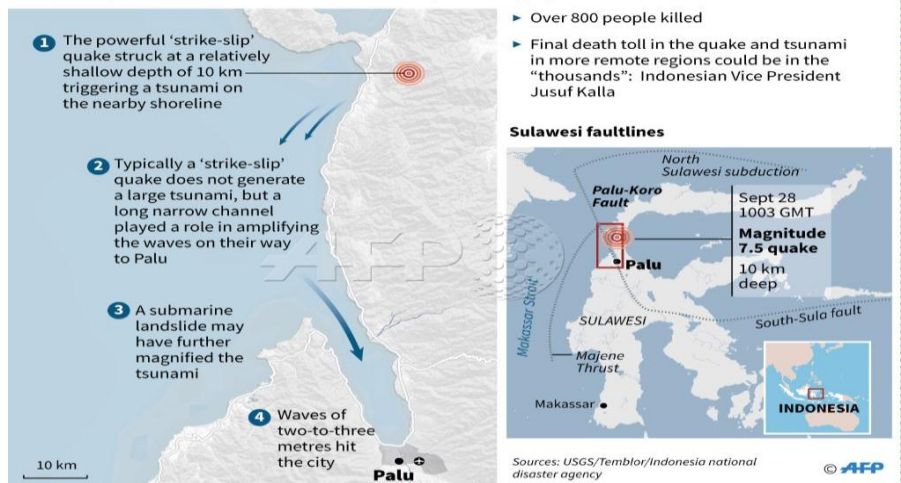 1 The powerful ‘strike-slip’
quake struck at a relatively
shallow depth of 10 km
triggering a tsunami on
the nearby shoreline
2 Typically a ‘strike-slip’
quake does not generate
a large tsunami, but a
long narrow channel
played a role in amplifying
the waves on their way
to Palu
3 A submarine
landslide may
have further
magnified the
tsunami
4 Waves of
two-to-three
metres hit
the city
Palu
10 km
AFP
Over 800 people killed
Final death toll in the quake and tsunami
in more remote regions could be in the
“thousands”: Indonesian Vice President
Jusuf Kalla
Sulawesi faultlines
North
Sulawesi subduction
Palu-Koro
Fault
Sept 28
1003 GMT
Magnitude
7.5 quake
10 km
deep
Palu
Makassar Strait
SULAWESI
South-Sula fault
Majene
Thrust
Makassar
INDONESIA
Sources: USGS/Temblor/Indonesia national
disaster agency
© AFP